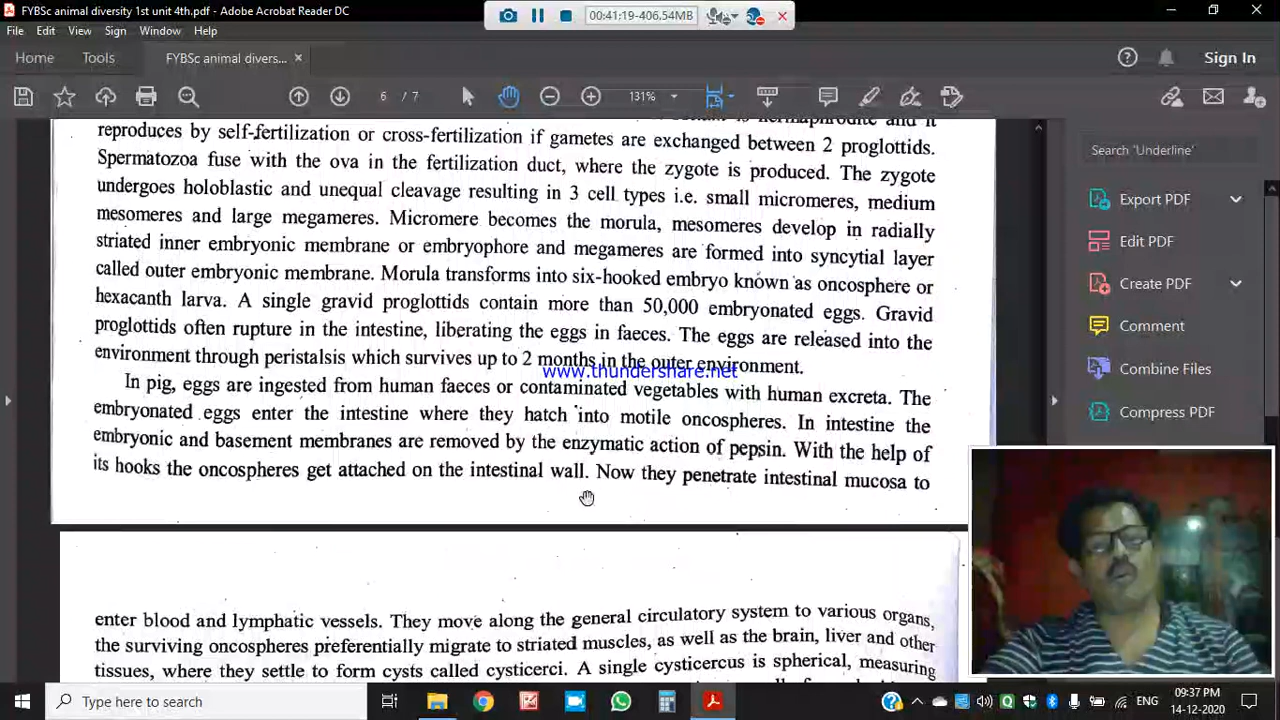 FYBSc animal diversity 1st unit 4th.pdf - Adobe Acrobat Reader DC
00:41:19-406.54MB
File Edit View Sign Window Help
Home Tools FYBSc animal divers... ×
Sign In
6 / 7 131%
reproduces by self-fertilization or cross-fertilization if gametes are exchanged between 2 proglottids.
Spermatozoa fuse with the ova in the fertilization duct, where the zygote is produced. The zygote
undergoes holoblastic and unequal cleavage resulting in 3 cell types i.e. small micromeres, medium
mesomeres and large megameres. Micromere becomes the morula, mesomeres develop in radially
striated inner embryonic membrane or embryophore and megameres are formed into syncytial layer
called outer embryonic membrane. Morula transforms into six-hooked embryo known as oncosphere or
hexacanth larva. A single gravid proglottids contain more than 50,000 embryonated eggs. Gravid
proglottids often rupture in the intestine, liberating the eggs in faeces. The eggs are released into the
environment through peristalsis which survives up to 2 months in the outer environment.
www.thundershare.net
In pig, eggs are ingested from human faeces or contaminated vegetables with human excreta. The
embryonated eggs enter the intestine where they hatch into motile oncospheres. In intestine the
embryonic and basement membranes are removed by the enzymatic action of pepsin. With the help of
its hooks the oncospheres get attached on the intestinal wall. Now they penetrate intestinal mucosa to
enter blood and lymphatic vessels. They move along the general circulatory system to various organs,
the surviving oncospheres preferentially migrate to striated muscles, as well as the brain, liver and other
tissues, where they settle to form cysts called cysticerci. A single cysticercus is spherical, measuring
Search 'Underline'
Export PDF
Edit PDF
Create PDF
Comment
Combine Files
Compress PDF
Type here to search
ENG
09:37 PM
14-12-2020